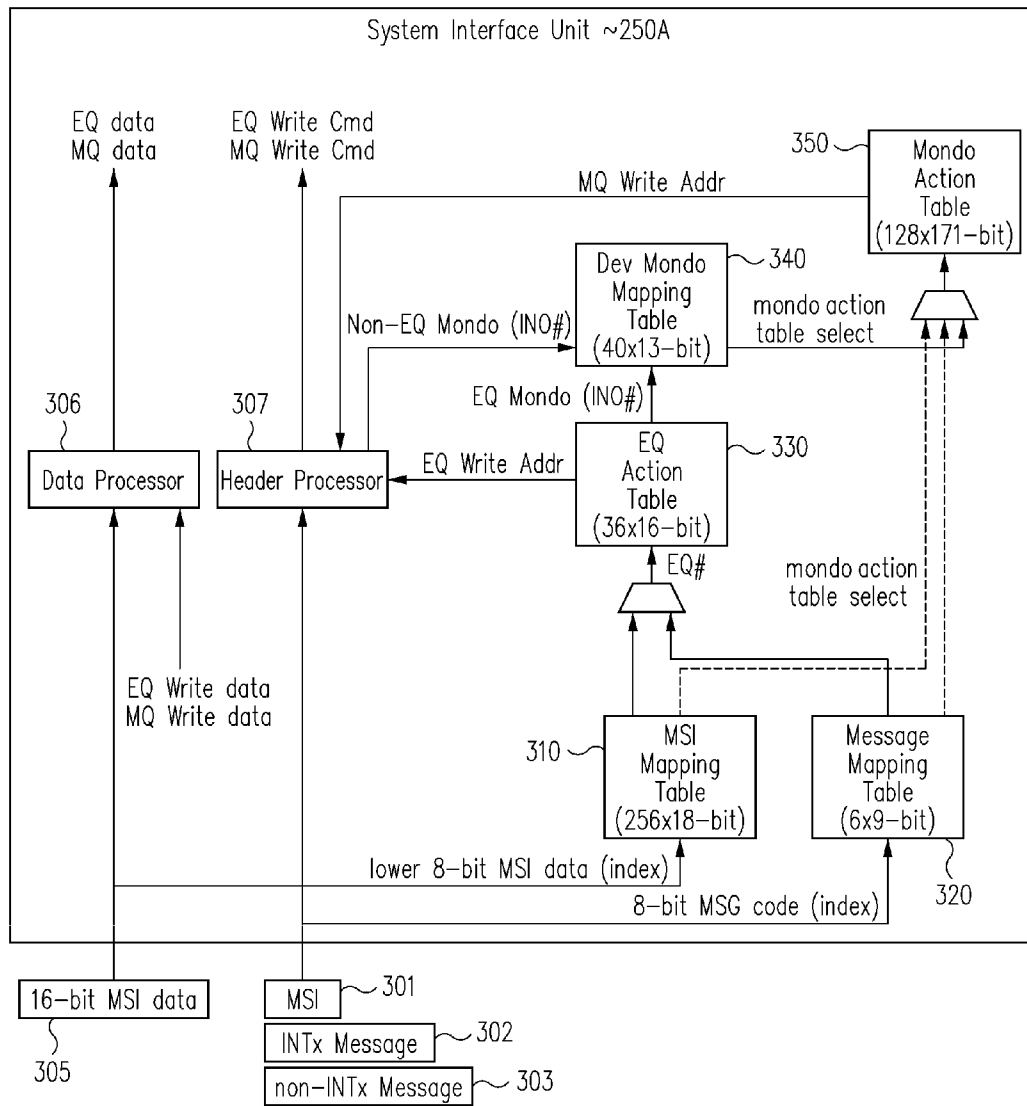 System Interface Unit ~250A
EQ data
MQ data
EQ Write Cmd
MQ Write Cmd
350
Mondo
Action
Table
(128x171-bit)
MQ Write Addr
340
Dev Mondo
Mapping
Table
(40x13-bit)
mondo action
table select
Non-EQ Mondo (INO#)
EQ Mondo (INO#)
306
Data Processor
307
Header Processor
EQ Write Addr
330
EQ
Action
Table
(36x16-bit)
EQ#
mondo action
table select
EQ Write data
MQ Write data
310
MSI
Mapping
Table
(256x18-bit)
Message
Mapping
Table
(6x9-bit)
320
lower 8-bit MSI data (index)
8-bit MSG code (index)
16-bit MSI data
305
MSI
301
INTx Message
302
non-INTx Message
303